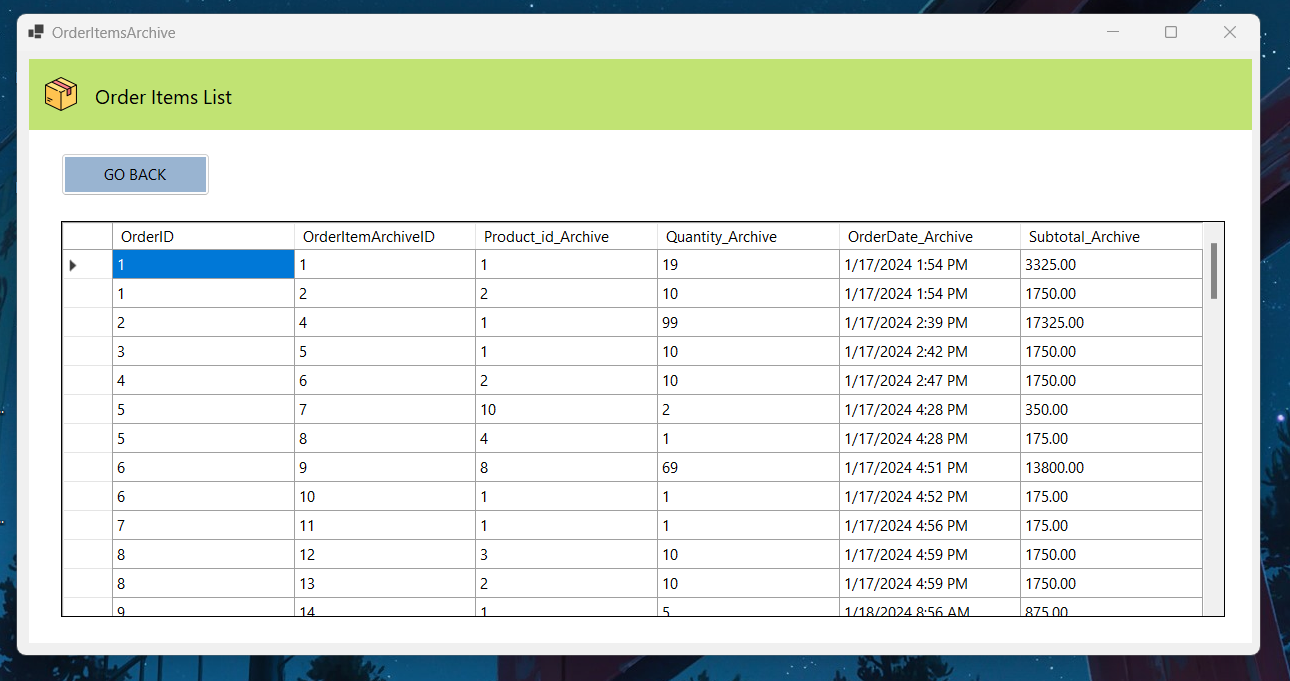 OrderItemsArchive
Order Items List
GO BACK
OrderID OrderItemArchiveID Product_id_Archive Quantity_Archive OrderDate_Archive Subtotal_Archive
1 1 1 19 1/17/2024 1:54 PM 3325.00
1 2 2 10 1/17/2024 1:54 PM 1750.00
2 4 1 99 1/17/2024 2:39 PM 17325.00
3 5 1 10 1/17/2024 2:42 PM 1750.00
4 6 2 10 1/17/2024 2:47 PM 1750.00
5 7 10 2 1/17/2024 4:28 PM 350.00
5 8 4 1 1/17/2024 4:28 PM 175.00
6 9 8 69 1/17/2024 4:51 PM 13800.00
6 10 1 1 1/17/2024 4:52 PM 175.00
7 11 1 1 1/17/2024 4:56 PM 175.00
8 12 3 10 1/17/2024 4:59 PM 1750.00
8 13 2 10 1/17/2024 4:59 PM 1750.00
9 14 1 5 1/18/2024 8:56 AM 875.00